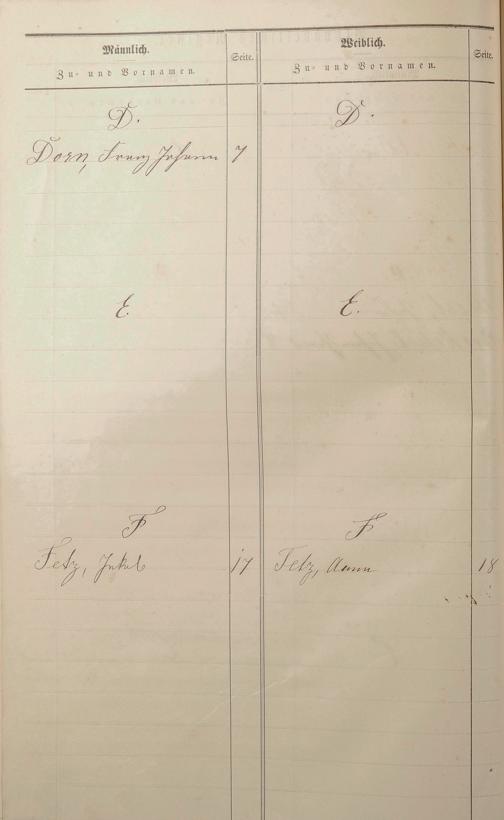 Männlich.
Zu- und Vornamen.
Seite.
D.
Dorn, Franz Johann 7
E.
F
Fetz, Jakob 17
Weiblich.
Zu- und Vornamen.
Seite.
D.
E.
F
Fetz, Anna 18